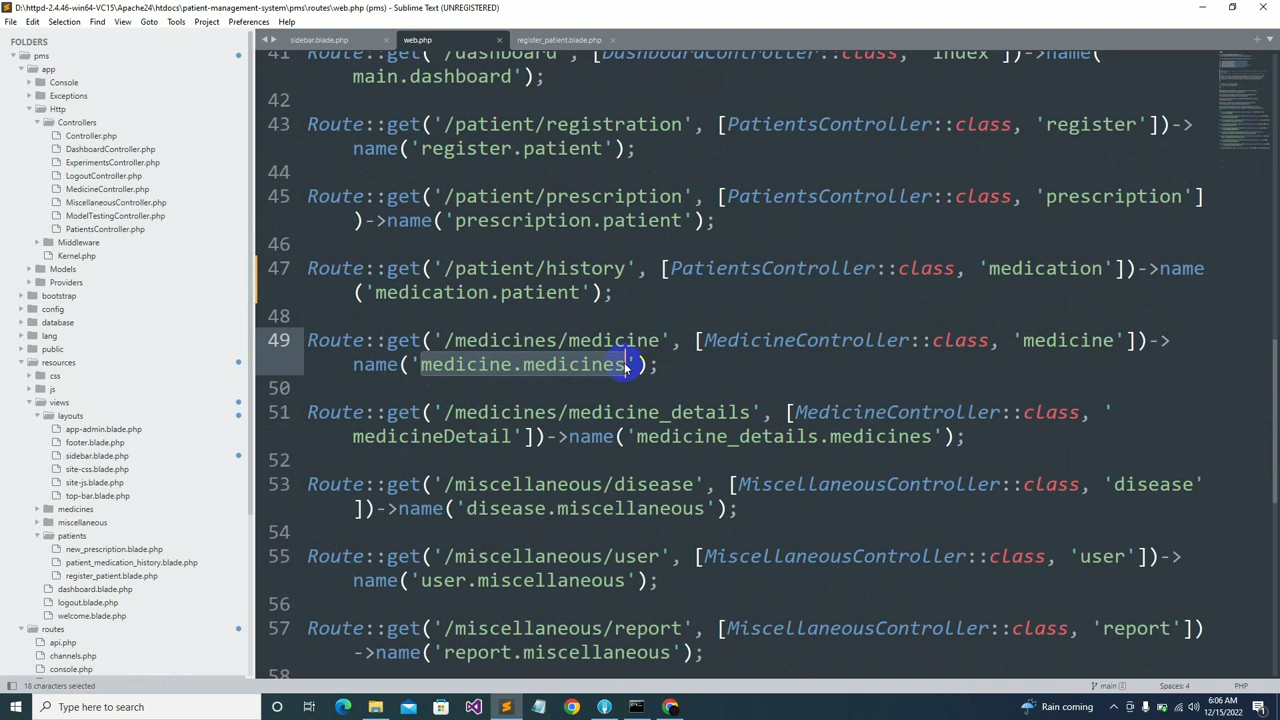 D:\httpd-2.4.46-win64-VC15\Apache24\htdocs\patient-management-system\pms\routes\web.php (pms) - Sublime Text (UNREGISTERED)
File Edit Selection Find View Goto Tools Project Preferences Help
FOLDERS
pms
app
Console
Exceptions
Http
Controllers
Controller.php
DashboardController.php
ExperimentsController.php
LogoutController.php
MedicineController.php
MiscellaneousController.php
ModelTestingController.php
PatientsController.php
Middleware
Kernel.php
Models
Providers
bootstrap
config
database
lang
public
resources
css
js
views
layouts
app-admin.blade.php
footer.blade.php
sidebar.blade.php
site-css.blade.php
site-js.blade.php
top-bar.blade.php
medicines
miscellaneous
patients
new_prescription.blade.php
patient_medication_history.blade.php
register_patient.blade.php
dashboard.blade.php
logout.blade.php
welcome.blade.php
routes
api.php
channels.php
console.php
sidebar.blade.php web.php register_patient.blade.php
41 Route::get('/dashboard', [DashboardController::class, 'index'])->name('
main.dashboard');
42
43 Route::get('/patient/registration', [PatientsController::class, 'register'])->
name('register.patient');
44
45 Route::get('/patient/prescription', [PatientsController::class, 'prescription']
)->name('prescription.patient');
46
47 Route::get('/patient/history', [PatientsController::class, 'medication'])->name
('medication.patient');
48
49 Route::get('/medicines/medicine', [MedicineController::class, 'medicine'])->
name('medicine.medicines');
50
51 Route::get('/medicines/medicine_details', [MedicineController::class, '
medicineDetail'])->name('medicine_details.medicines');
52
53 Route::get('/miscellaneous/disease', [MiscellaneousController::class, 'disease'
])->name('disease.miscellaneous');
54
55 Route::get('/miscellaneous/user', [MiscellaneousController::class, 'user'])->
name('user.miscellaneous');
56
57 Route::get('/miscellaneous/report', [MiscellaneousController::class, 'report'])
->name('report.miscellaneous');
58
18 characters selected
main 2
Spaces: 4
PHP
Type here to search
Rain coming
6:06 AM
12/15/2022